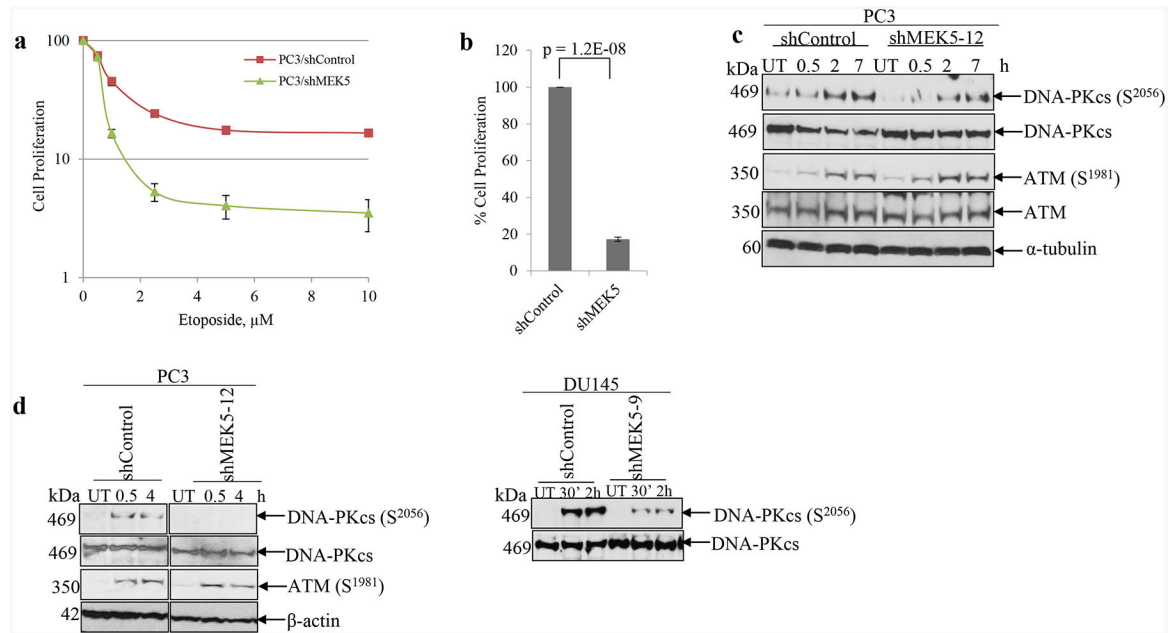 a
Cell Proliferation
100
10
1
0 2 4 6 8 10
Etoposide, µM
PC3/shControl
PC3/shMEK5
b
% Cell Proliferation
120
100
80
60
40
20
0
p = 1.2E-08
shControl
shMEK5
c
PC3
shControl shMEK5-12
kDa UT 0.5 2 7 UT 0.5 2 7 h
469 DNA-PKcs (S²⁰⁵⁶)
469 DNA-PKcs
350 ATM (S¹⁹⁸¹)
350 ATM
60 α-tubulin
d
PC3
shControl
shMEK5-12
kDa UT 0.5 4 UT 0.5 4 h
469 DNA-PKcs (S²⁰⁵⁶)
469 DNA-PKcs
350 ATM (S¹⁹⁸¹)
42 β-actin
DU145
shControl
shMEK5-9
kDa UT 30’ 2h UT 30’ 2h
469 DNA-PKcs (S²⁰⁵⁶)
469 DNA-PKcs